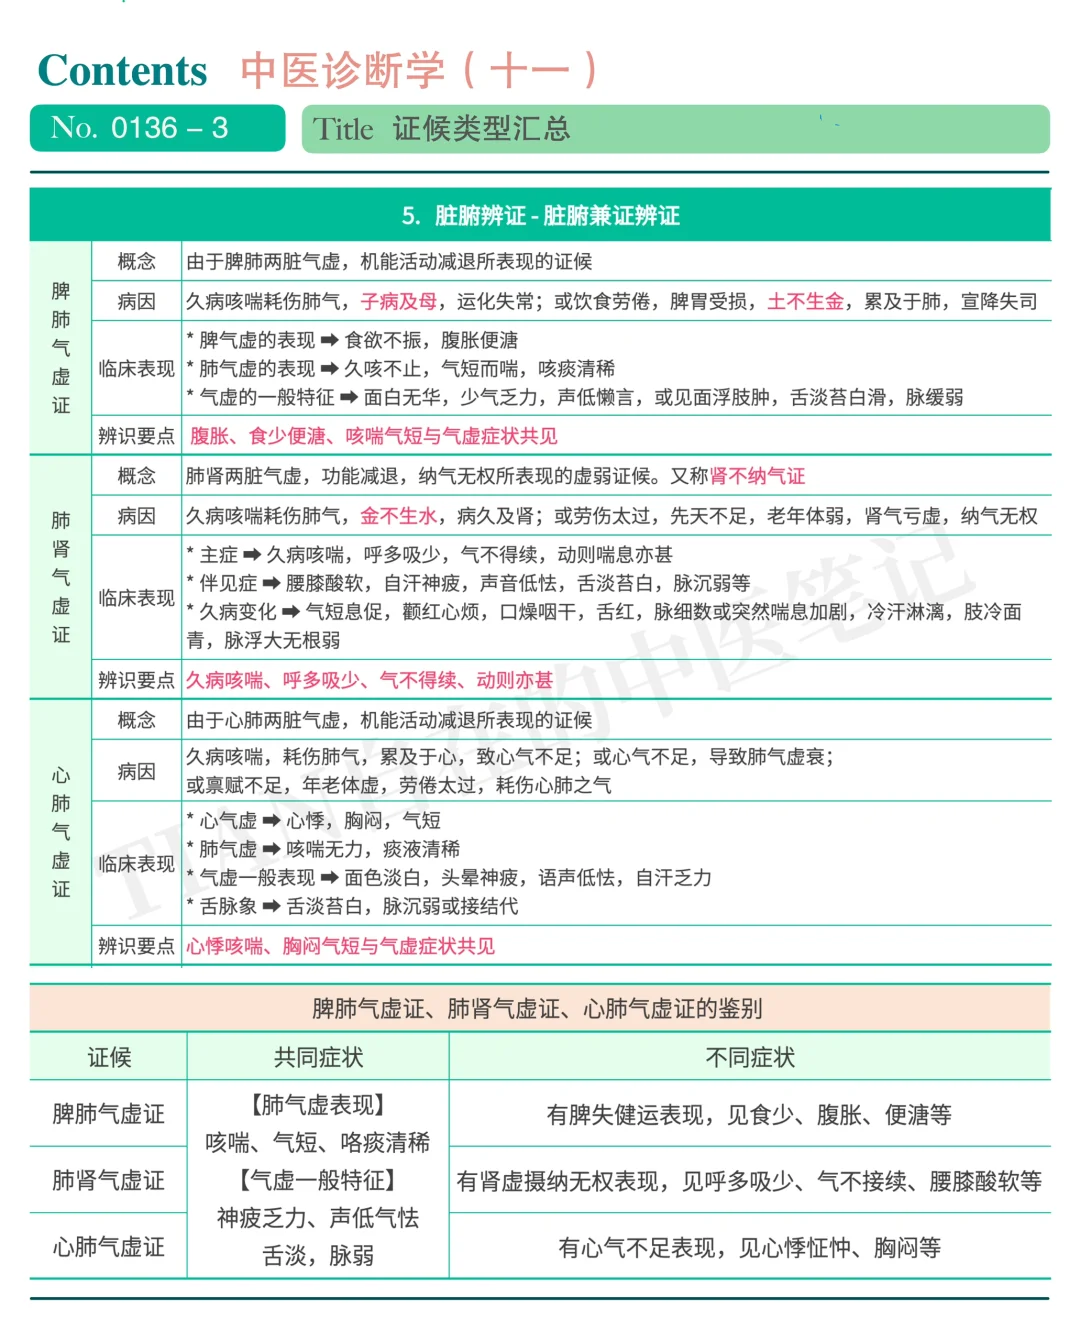 Contents 中医诊断学（十一）
No. 0136 – 3
Title 证候类型汇总
5. 脏腑辨证 - 脏腑兼证辨证
脾肺气虚证
概念 由于脾肺两脏气虚，机能活动减退所表现的证候
病因 久病咳喘耗伤肺气，子病及母，运化失常；或饮食劳倦，脾胃受损，土不生金，累及于肺，宣降失司
临床表现
* 脾气虚的表现 ➡ 食欲不振，腹胀便溏
* 肺气虚的表现 ➡ 久咳不止，气短而喘，咳痰清稀
* 气虚的一般特征 ➡ 面白无华，少气乏力，声低懒言，或见面浮肢肿，舌淡苔白滑，脉缓弱
辨识要点 腹胀、食少便溏、咳喘气短与气虚症状共见
肺肾气虚证
概念 肺肾两脏气虚，功能减退，纳气无权所表现的虚弱证候。又称肾不纳气证
病因 久病咳喘耗伤肺气，金不生水，病久及肾；或劳伤太过，先天不足，老年体弱，肾气亏虚，纳气无权
临床表现
* 主症 ➡ 久病咳喘，呼多吸少，气不得续，动则喘息亦甚
* 伴见症 ➡ 腰膝酸软，自汗神疲，声音低怯，舌淡苔白，脉沉弱等
* 久病变化 ➡ 气短息促，颧红心烦，口燥咽干，舌红，脉细数或突然喘息加剧，冷汗淋漓，肢冷面
青，脉浮大无根弱
辨识要点 久病咳喘、呼多吸少、气不得续、动则亦甚
心肺气虚证
概念 由于心肺两脏气虚，机能活动减退所表现的证候
病因
久病咳喘，耗伤肺气，累及于心，致心气不足；或心气不足，导致肺气虚衰；
或禀赋不足，年老体虚，劳倦太过，耗伤心肺之气
临床表现
* 心气虚 ➡ 心悸，胸闷，气短
* 肺气虚 ➡ 咳喘无力，痰液清稀
* 气虚一般表现 ➡ 面色淡白，头晕神疲，语声低怯，自汗乏力
* 舌脉象 ➡ 舌淡苔白，脉沉弱或接结代
辨识要点 心悸咳喘、胸闷气短与气虚症状共见
TIAN自在的中医笔记
脾肺气虚证、肺肾气虚证、心肺气虚证的鉴别
证候 共同症状 不同症状
脾肺气虚证
【肺气虚表现】
咳喘、气短、咯痰清稀
【气虚一般特征】
神疲乏力、声低气怯
舌淡，脉弱
有脾失健运表现，见食少、腹胀、便溏等
肺肾气虚证
有肾虚摄纳无权表现，见呼多吸少、气不接续、腰膝酸软等
心肺气虚证
有心气不足表现，见心悸怔忡、胸闷等